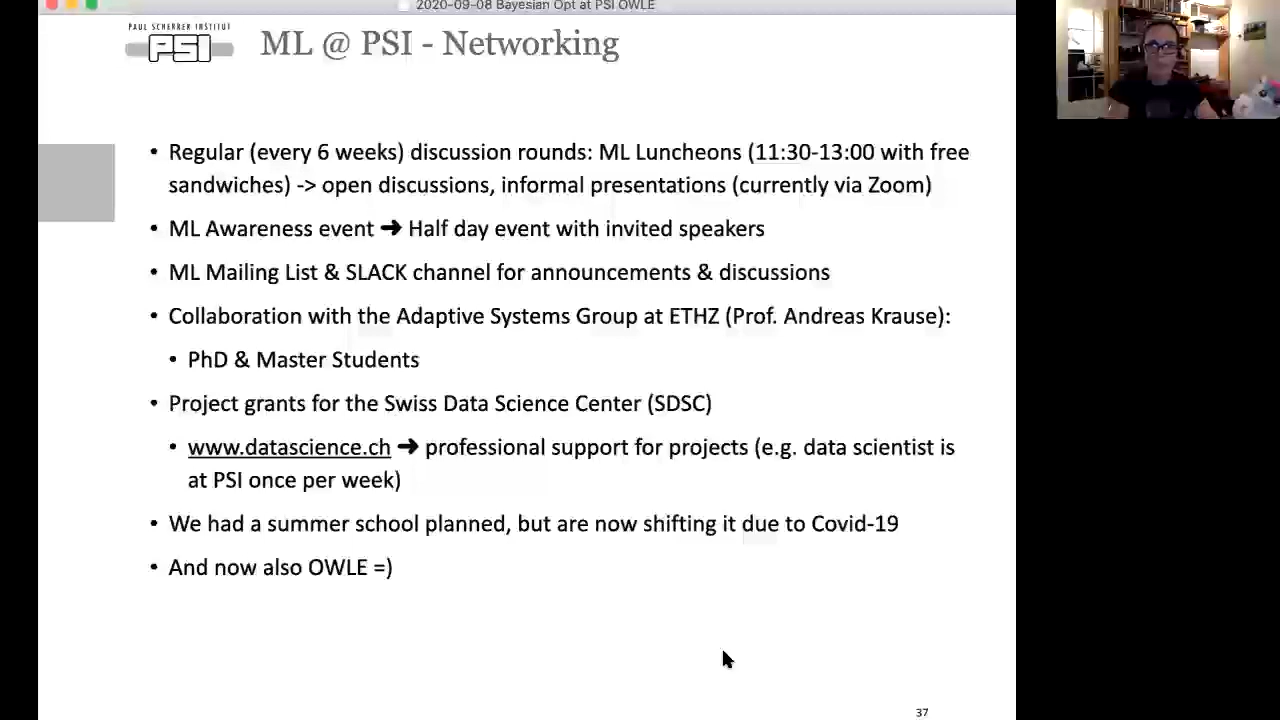 2020-09-08 Bayesian Opt at PSI OWLE
PAUL SCHERRER INSTITUT
PSI
ML @ PSI - Networking
• Regular (every 6 weeks) discussion rounds: ML Luncheons (11:30-13:00 with free
sandwiches) -> open discussions, informal presentations (currently via Zoom)
• ML Awareness event ➜ Half day event with invited speakers
• ML Mailing List & SLACK channel for announcements & discussions
• Collaboration with the Adaptive Systems Group at ETHZ (Prof. Andreas Krause):
• PhD & Master Students
• Project grants for the Swiss Data Science Center (SDSC)
• www.datascience.ch ➜ professional support for projects (e.g. data scientist is
at PSI once per week)
• We had a summer school planned, but are now shifting it due to Covid-19
• And now also OWLE =)
37